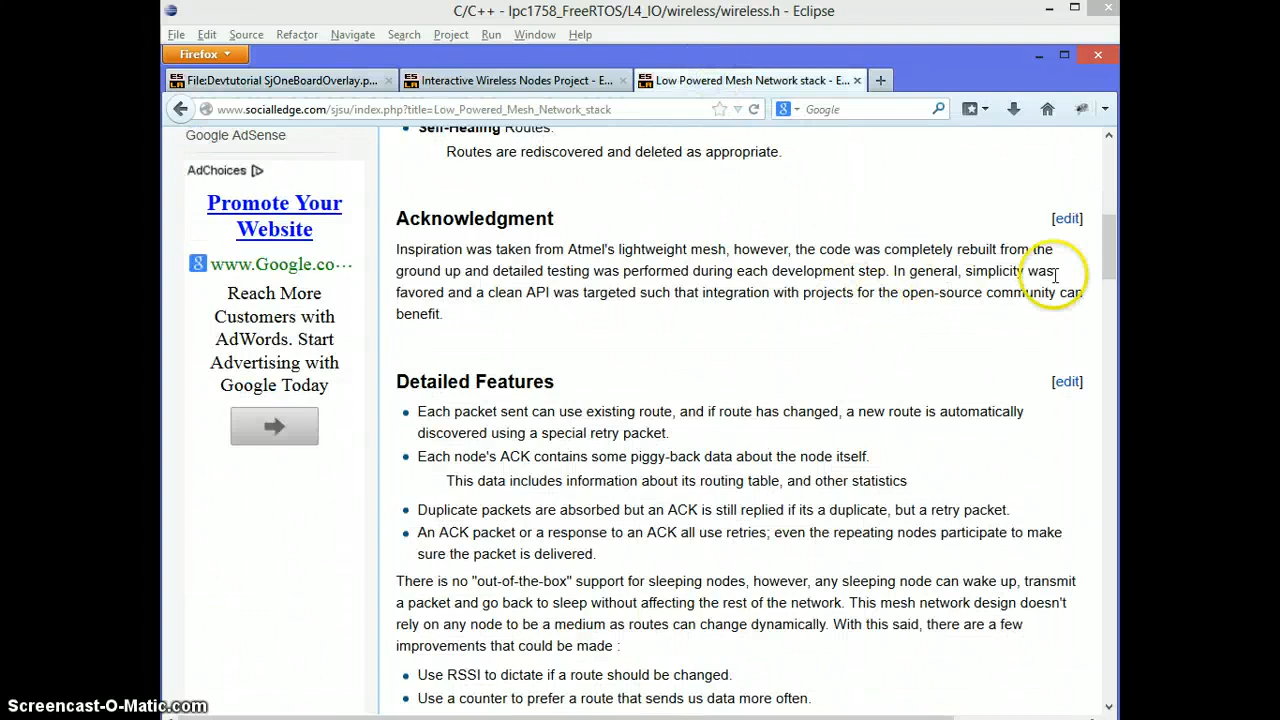 C/C++ - lpc1758_FreeRTOS/L4_IO/wireless/wireless.h - Eclipse
File Edit Source Refactor Navigate Search Project Run Window Help
Firefox
File:Devtutorial SjOneBoardOverlay.p...
Interactive Wireless Nodes Project - E...
Low Powered Mesh Network stack - E...
www.socialledge.com/sjsu/index.php?title=Low_Powered_Mesh_Network_stack
Google
Google AdSense
AdChoices
Promote Your
Website
www.Google.co...
Reach More
Customers with
AdWords. Start
Advertising with
Google Today
Self-Healing Routes.
Routes are rediscovered and deleted as appropriate.
Acknowledgment [edit]
Inspiration was taken from Atmel's lightweight mesh, however, the code was completely rebuilt from the
ground up and detailed testing was performed during each development step. In general, simplicity was
favored and a clean API was targeted such that integration with projects for the open-source community can
benefit.
Detailed Features [edit]
Each packet sent can use existing route, and if route has changed, a new route is automatically
discovered using a special retry packet.
Each node's ACK contains some piggy-back data about the node itself.
This data includes information about its routing table, and other statistics
Duplicate packets are absorbed but an ACK is still replied if its a duplicate, but a retry packet.
An ACK packet or a response to an ACK all use retries; even the repeating nodes participate to make
sure the packet is delivered.
There is no "out-of-the-box" support for sleeping nodes, however, any sleeping node can wake up, transmit
a packet and go back to sleep without affecting the rest of the network. This mesh network design doesn't
rely on any node to be a medium as routes can change dynamically. With this said, there are a few
improvements that could be made :
Use RSSI to dictate if a route should be changed.
Use a counter to prefer a route that sends us data more often.
Screencast-O-Matic.com